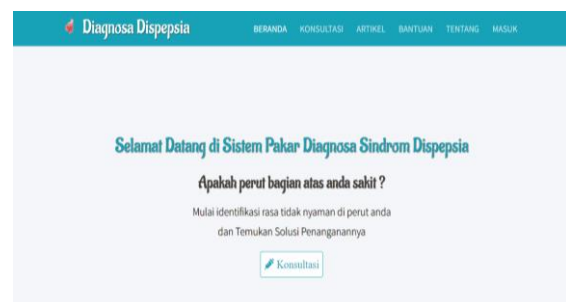 Diagnosa Dispepsia BERANDA KONSULTASI ARTIKEL BANTUAN TENTANG MASUK
Selamat Datang di Sistem Pakar Diagnosa Sindrom Dispepsia
Apakah perut bagian atas anda sakit ?
Mulai identifikasi rasa tidak nyaman di perut anda
dan Temukan Solusi Penanganannya
Konsultasi